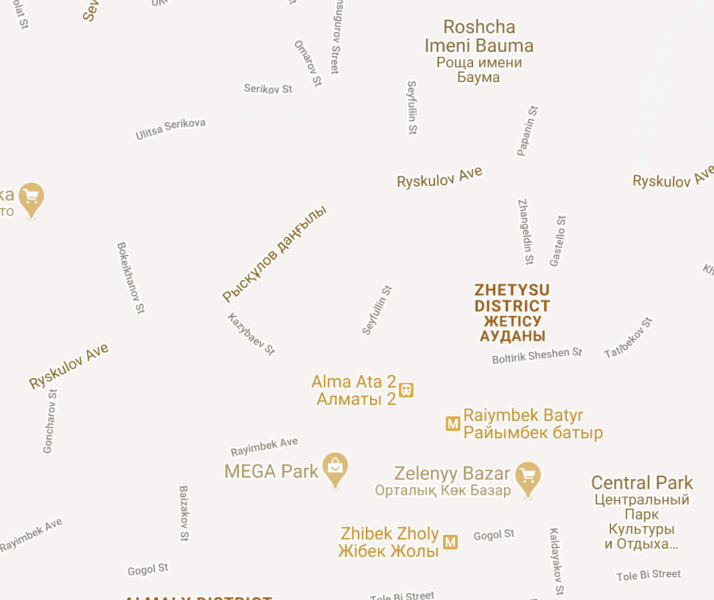 Omarov St
Serikov St
Seyfullin St
Roshcha
Imeni Bauma
Роща имени
Баума
Ulitsa Serikova
Papanin St
Ryskulov Ave
Ryskulov Ave
Рысқұлов даңғылы
Zhangeldin St
Gastello St
Bokeikhanov St
Kazybaev St
Seyfullin St
ZHETYSU
DISTRICT
ЖЕТІСУ
АУДАНЫ
Boltirik Sheshen St
Tatibekov St
Ryskulov Ave
Goncharov St
Alma Ata 2
Алматы 2
Raiymbek Batyr
Райымбек батыр
Rayimbek Ave
MEGA Park
Zelenyy Bazar
Орталық Көк Базар
Central Park
Центральный
Парк
Культуры
и Отдыха...
Baizakov St
Rayimbek Ave
Zhibek Zholy
Жібек Жолы
Gogol St
Kaldayakov St
Gogol St
Tole Bi Street
Tole Bi Street
ALMALY DISTRICT